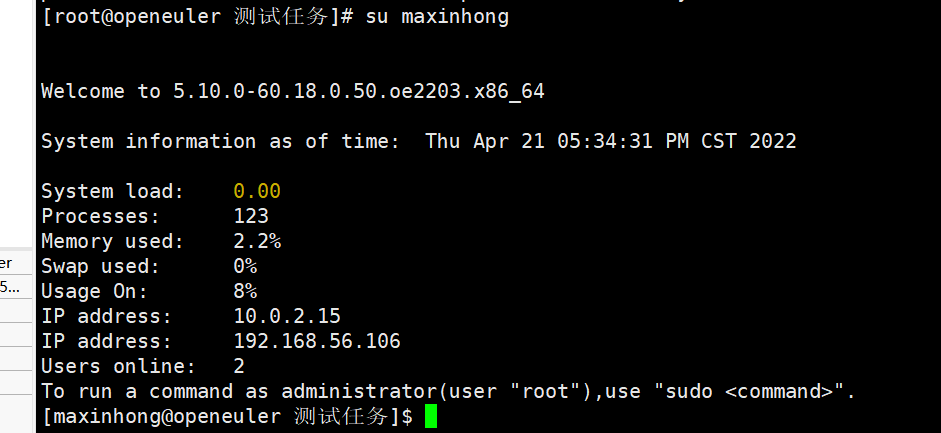 [root@openeuler 测试任务]# su maxinhong
Welcome to 5.10.0-60.18.0.50.oe2203.x86_64
System information as of time:  Thu Apr 21 05:34:31 PM CST 2022
System load:    0.00
Processes:      123
Memory used:    2.2%
Swap used:      0%
Usage On:       8%
IP address:     10.0.2.15
IP address:     192.168.56.106
Users online:   2
To run a command as administrator(user "root"),use "sudo <command>".
[maxinhong@openeuler 测试任务]$
er
5...